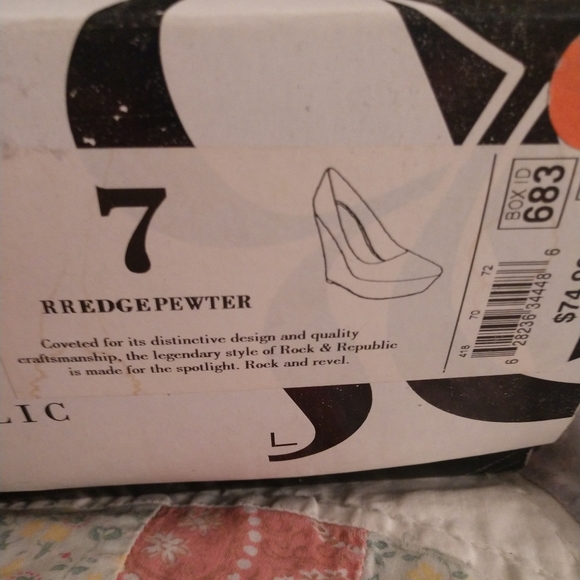 7
RREDGEPEWTER
Coveted for its distinctive design and quality
craftsmanship, the legendary style of Rock & Republic
is made for the spotlight. Rock and revel.
LIC
BOX ID
683
418 70 72
6 28236 34448 6